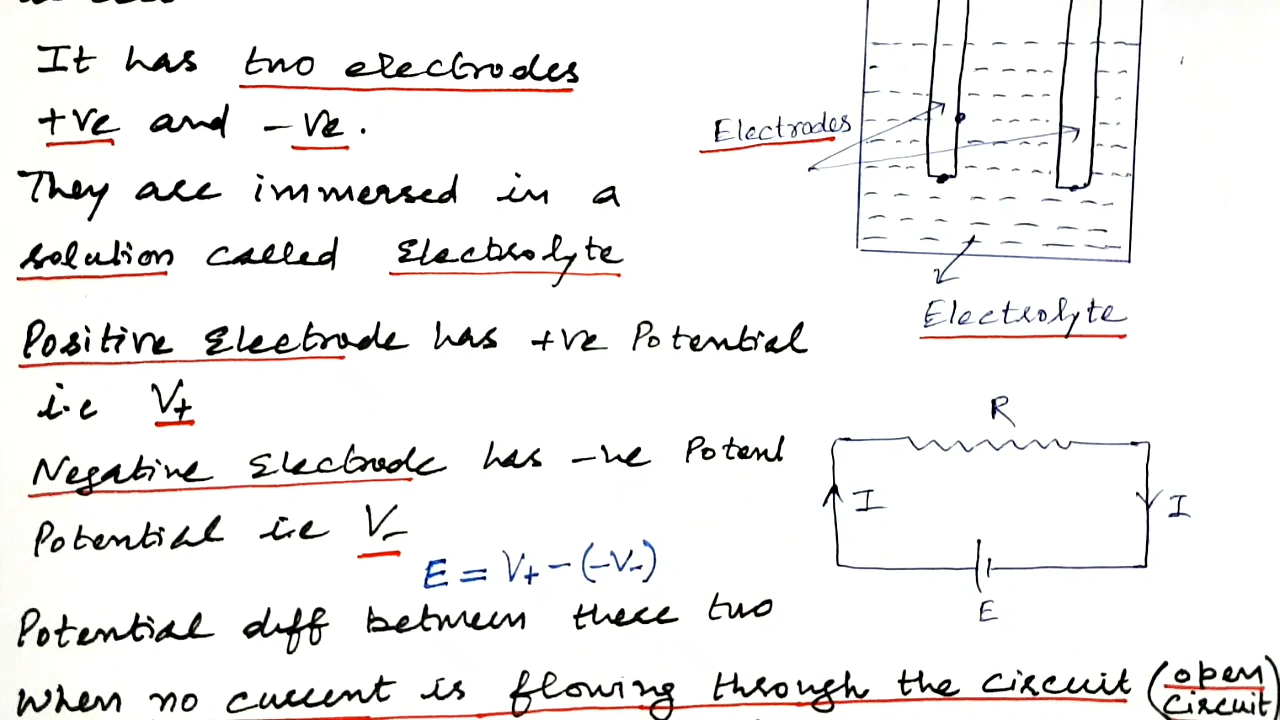 It has two electrodes
+ve and -ve.
They are immersed in a
solution called Electrolyte
Positive Electrode has +ve Potential
i.e V+
Negative Electrode has -ve Potenl
Potential i.e V-
E = V+ - (-V-)
Potential diff between these two
When no current is flowing through the circuit (open circuit)
Electrodes
Electrolyte
R
I
I
E